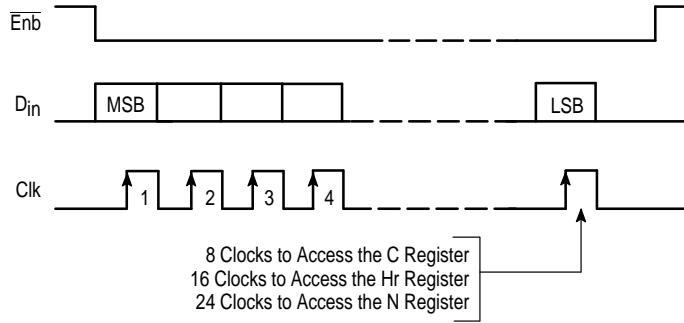 Enb
Din
MSB
LSB
Clk
1
2
3
4
8 Clocks to Access the C Register
16 Clocks to Access the Hr Register
24 Clocks to Access the N Register